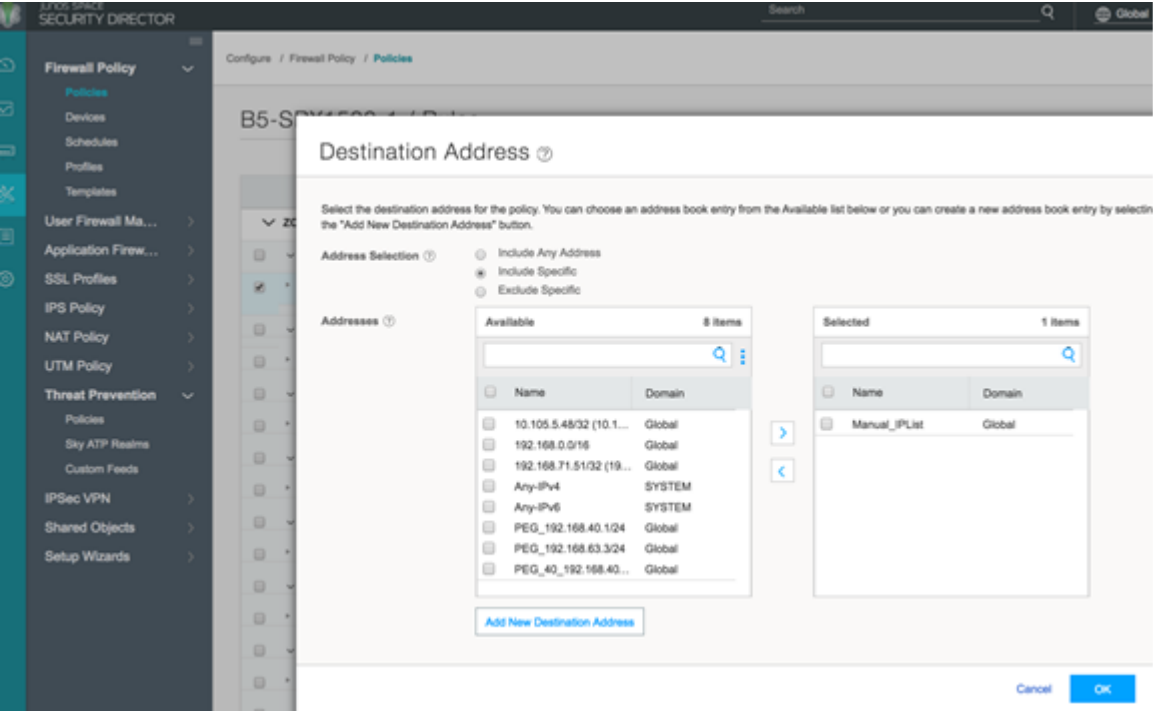 JUNOS SPACE
SECURITY DIRECTOR
Search
Global
Firewall Policy
Policies
Devices
Schedules
Profiles
Templates
User Firewall Ma...
Application Firew...
SSL Profiles
IPS Policy
NAT Policy
UTM Policy
Threat Prevention
Policies
Sky ATP Realms
Custom Feeds
IPSec VPN
Shared Objects
Setup Wizards
Configure / Firewall Policy / Policies
Destination Address
Select the destination address for the policy. You can choose an address book entry from the Available list below or you can create a new address book entry by selectin
the "Add New Destination Address" button.
Address Selection
Include Any Address
Include Specific
Exclude Specific
Addresses
Available 8 items
Name Domain
10.105.5.48/32 (10.1... Global
192.168.0.0/16 Global
192.168.71.51/32 (19... Global
Any-IPv4 SYSTEM
Any-IPv6 SYSTEM
PEG_192.168.40.1/24 Global
PEG_192.168.63.3/24 Global
PEG_40_192.168.40... Global
Selected 1 items
Name Domain
Manual_IPList Global
Add New Destination Address
Cancel
OK